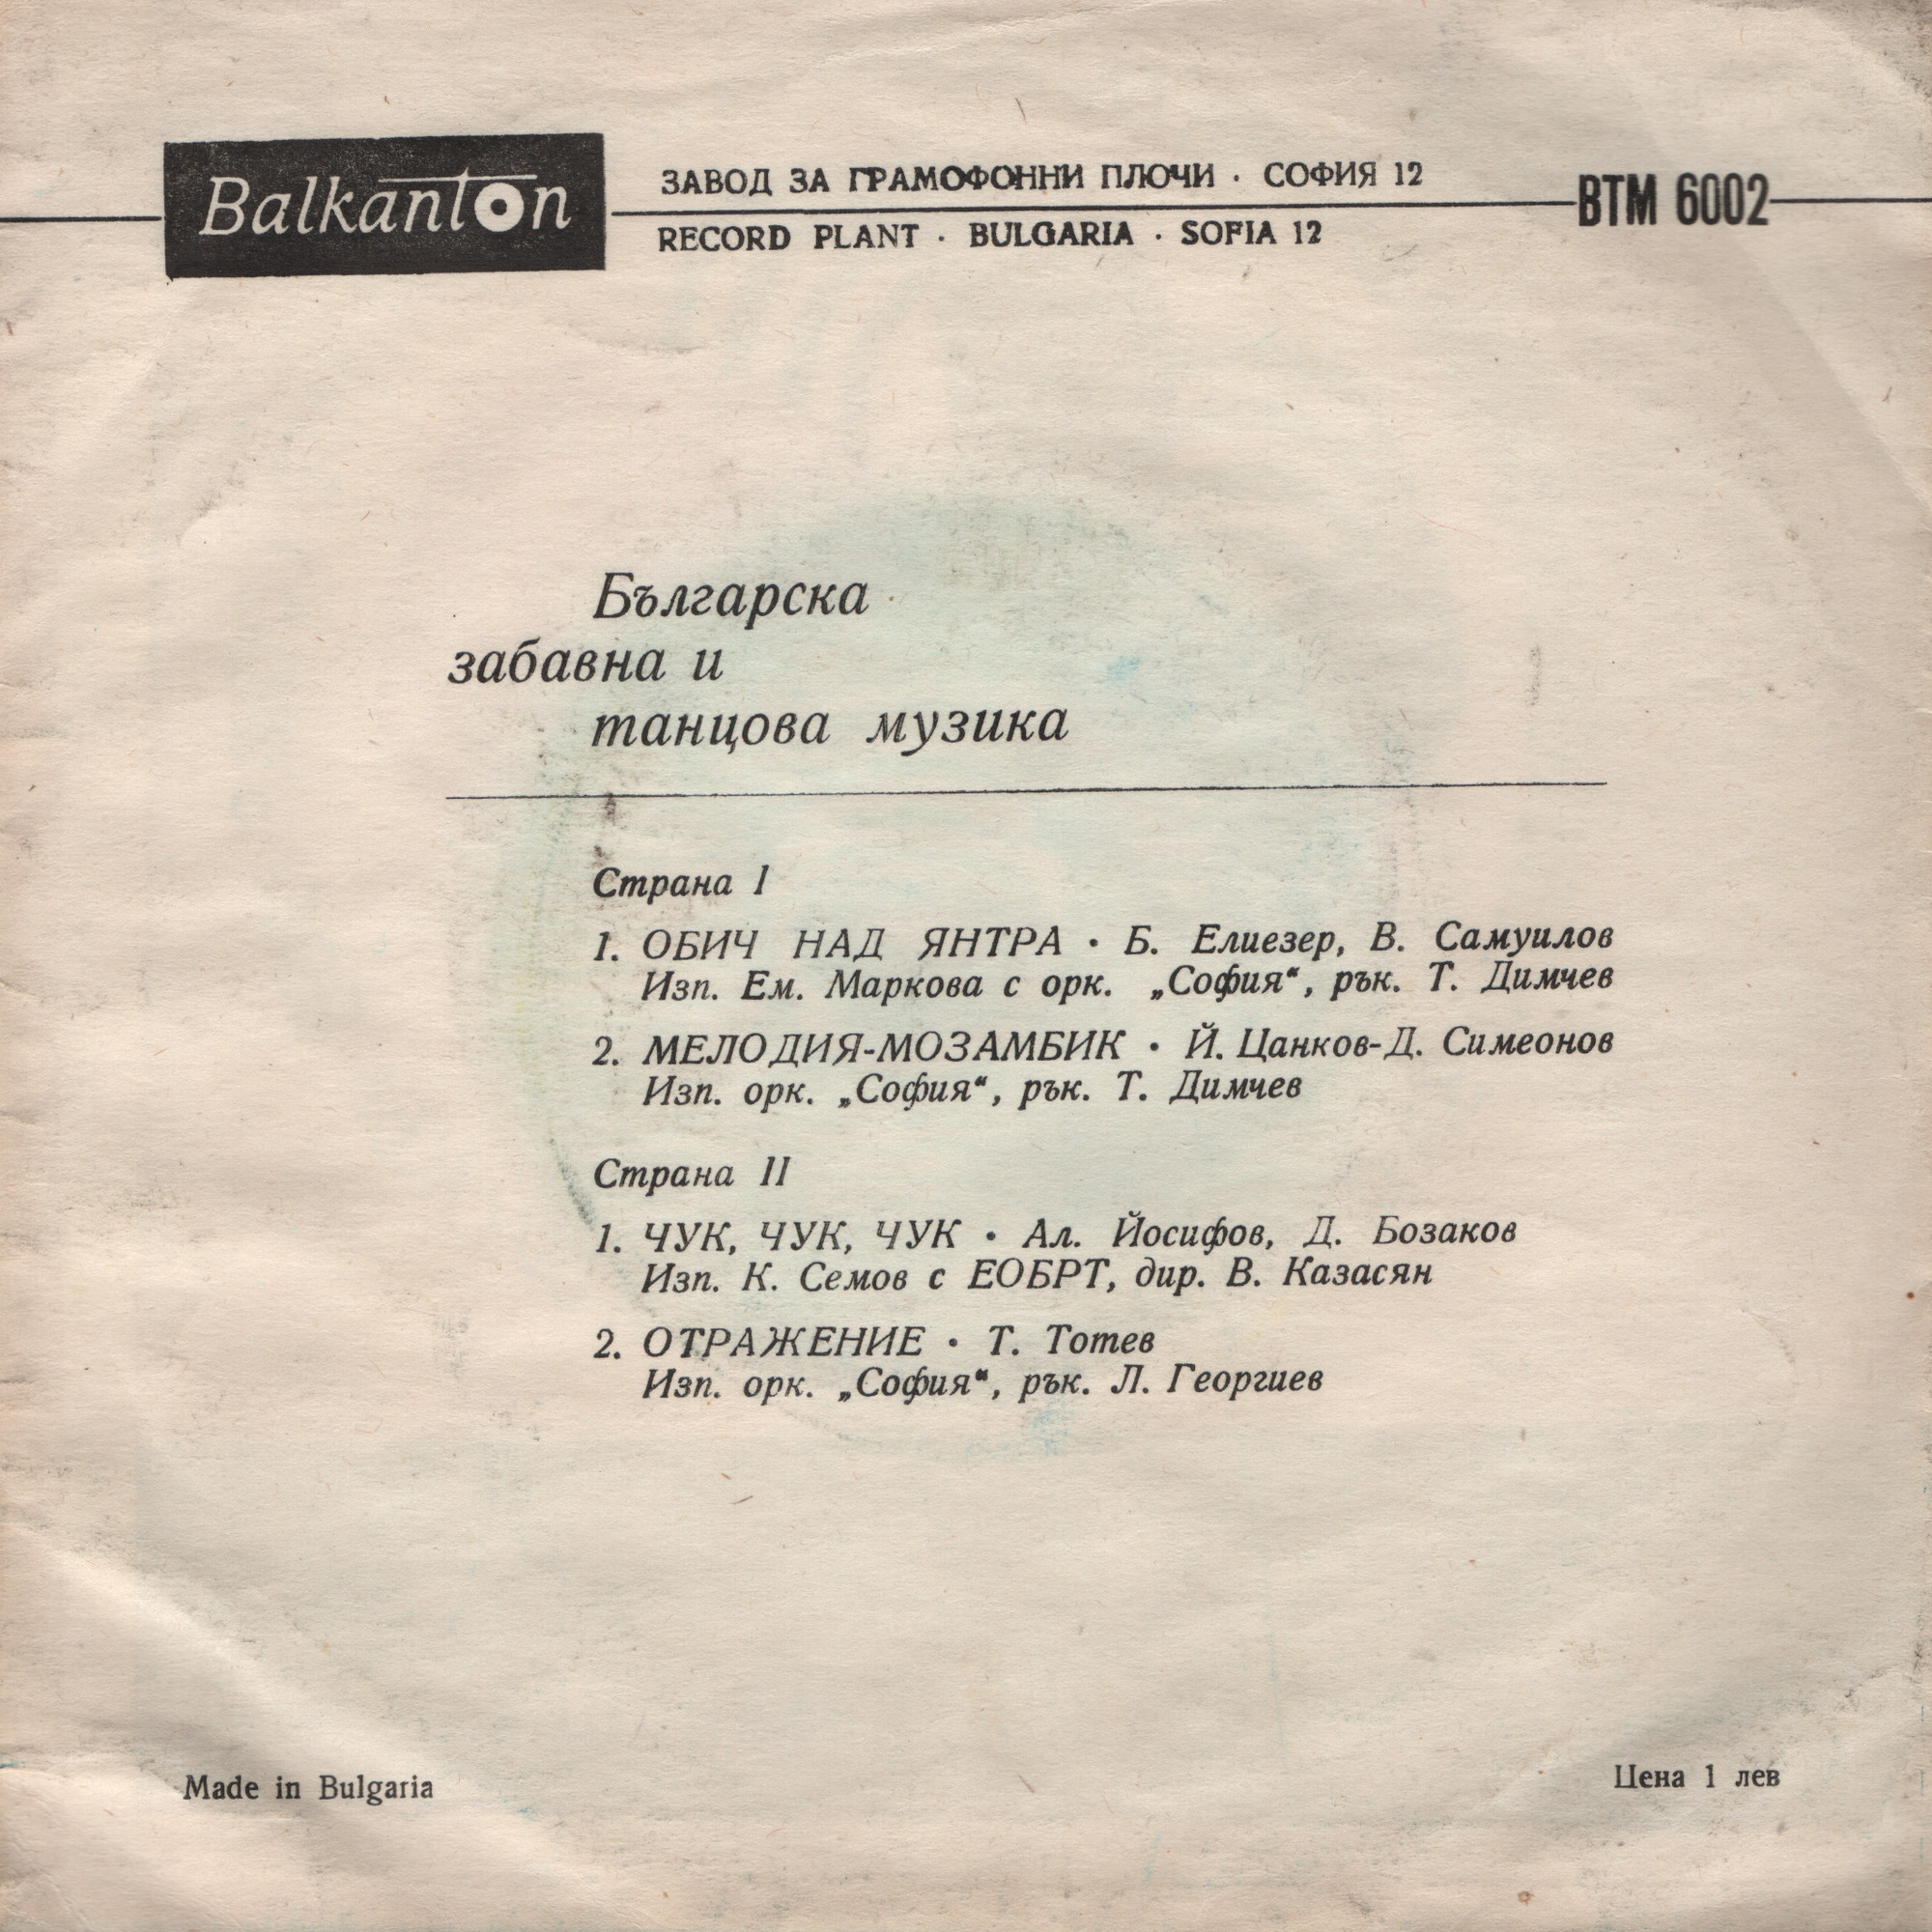 Balkanton
ЗАВОД ЗА ГРАМОФОННИ ПЛОЧИ · СОФИЯ 12
RECORD PLANT · BULGARIA · SOFIA 12
ВТМ 6002
Българска
забавна и
танцова музика
Страна I
1. ОБИЧ НАД ЯНТРА • Б. Елиезер, В. Самуилов
Изп. Ем. Маркова с орк. „София“, рък. Т. Димчев
2. МЕЛОДИЯ-МОЗАМБИК • Й. Цанков-Д. Симеонов
Изп. орк. „София“, рък. Т. Димчев
Страна II
1. ЧУК, ЧУК, ЧУК • Ал. Йосифов, Д. Бозаков
Изп. К. Семов с ЕОБРТ, дир. В. Казасян
2. ОТРАЖЕНИЕ • Т. Тотев
Изп. орк. „София“, рък. Л. Георгиев
Made in Bulgaria
Цена 1 лев